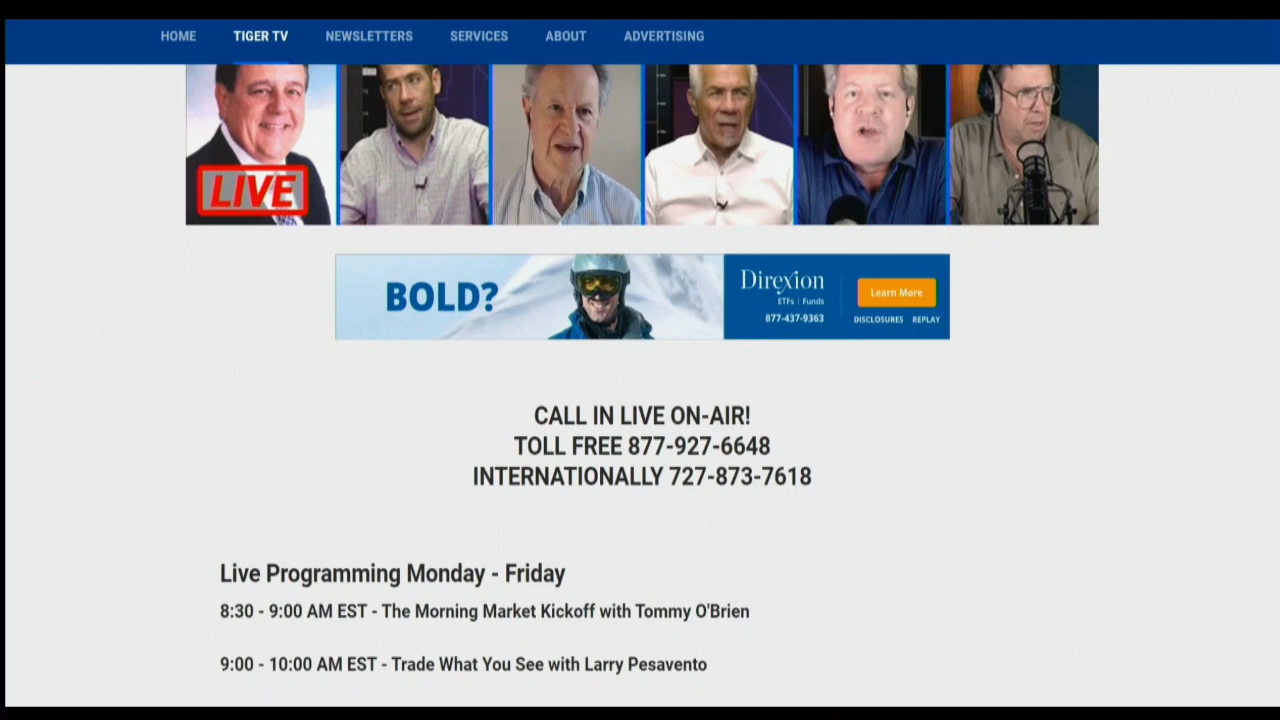 HOME TIGER TV NEWSLETTERS SERVICES ABOUT ADVERTISING
LIVE
BOLD?
Direxion
ETFs | Funds
877-437-9363
Learn More
DISCLOSURES REPLAY
CALL IN LIVE ON-AIR!
TOLL FREE 877-927-6648
INTERNATIONALLY 727-873-7618
Live Programming Monday - Friday
8:30 - 9:00 AM EST - The Morning Market Kickoff with Tommy O'Brien
9:00 - 10:00 AM EST - Trade What You See with Larry Pesavento